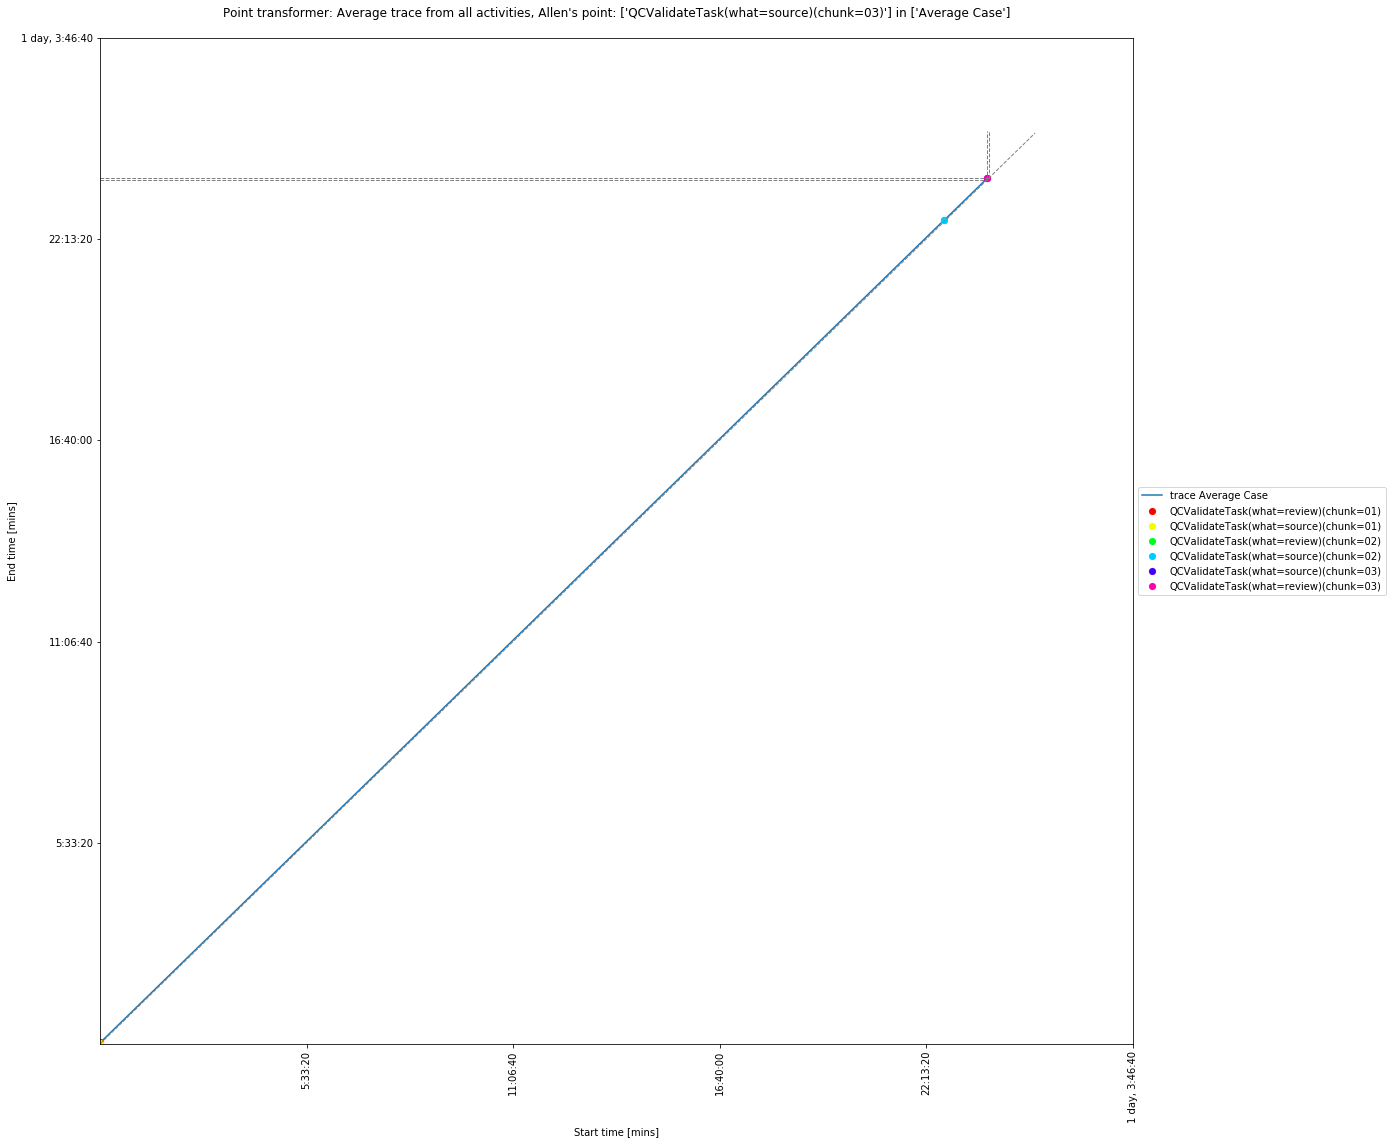 Point transformer: Average trace from all activities, Allen's point: ['QCValidateTask(what=source)(chunk=03)'] in ['Average Case']
1 day, 3:46:40
22:13:20
16:40:00
11:06:40
5:33:20
End time [mins]
5:33:20
11:06:40
16:40:00
22:13:20
1 day, 3:46:40
Start time [mins]
trace Average Case
QCValidateTask(what=review)(chunk=01)
QCValidateTask(what=source)(chunk=01)
QCValidateTask(what=review)(chunk=02)
QCValidateTask(what=source)(chunk=02)
QCValidateTask(what=source)(chunk=03)
QCValidateTask(what=review)(chunk=03)